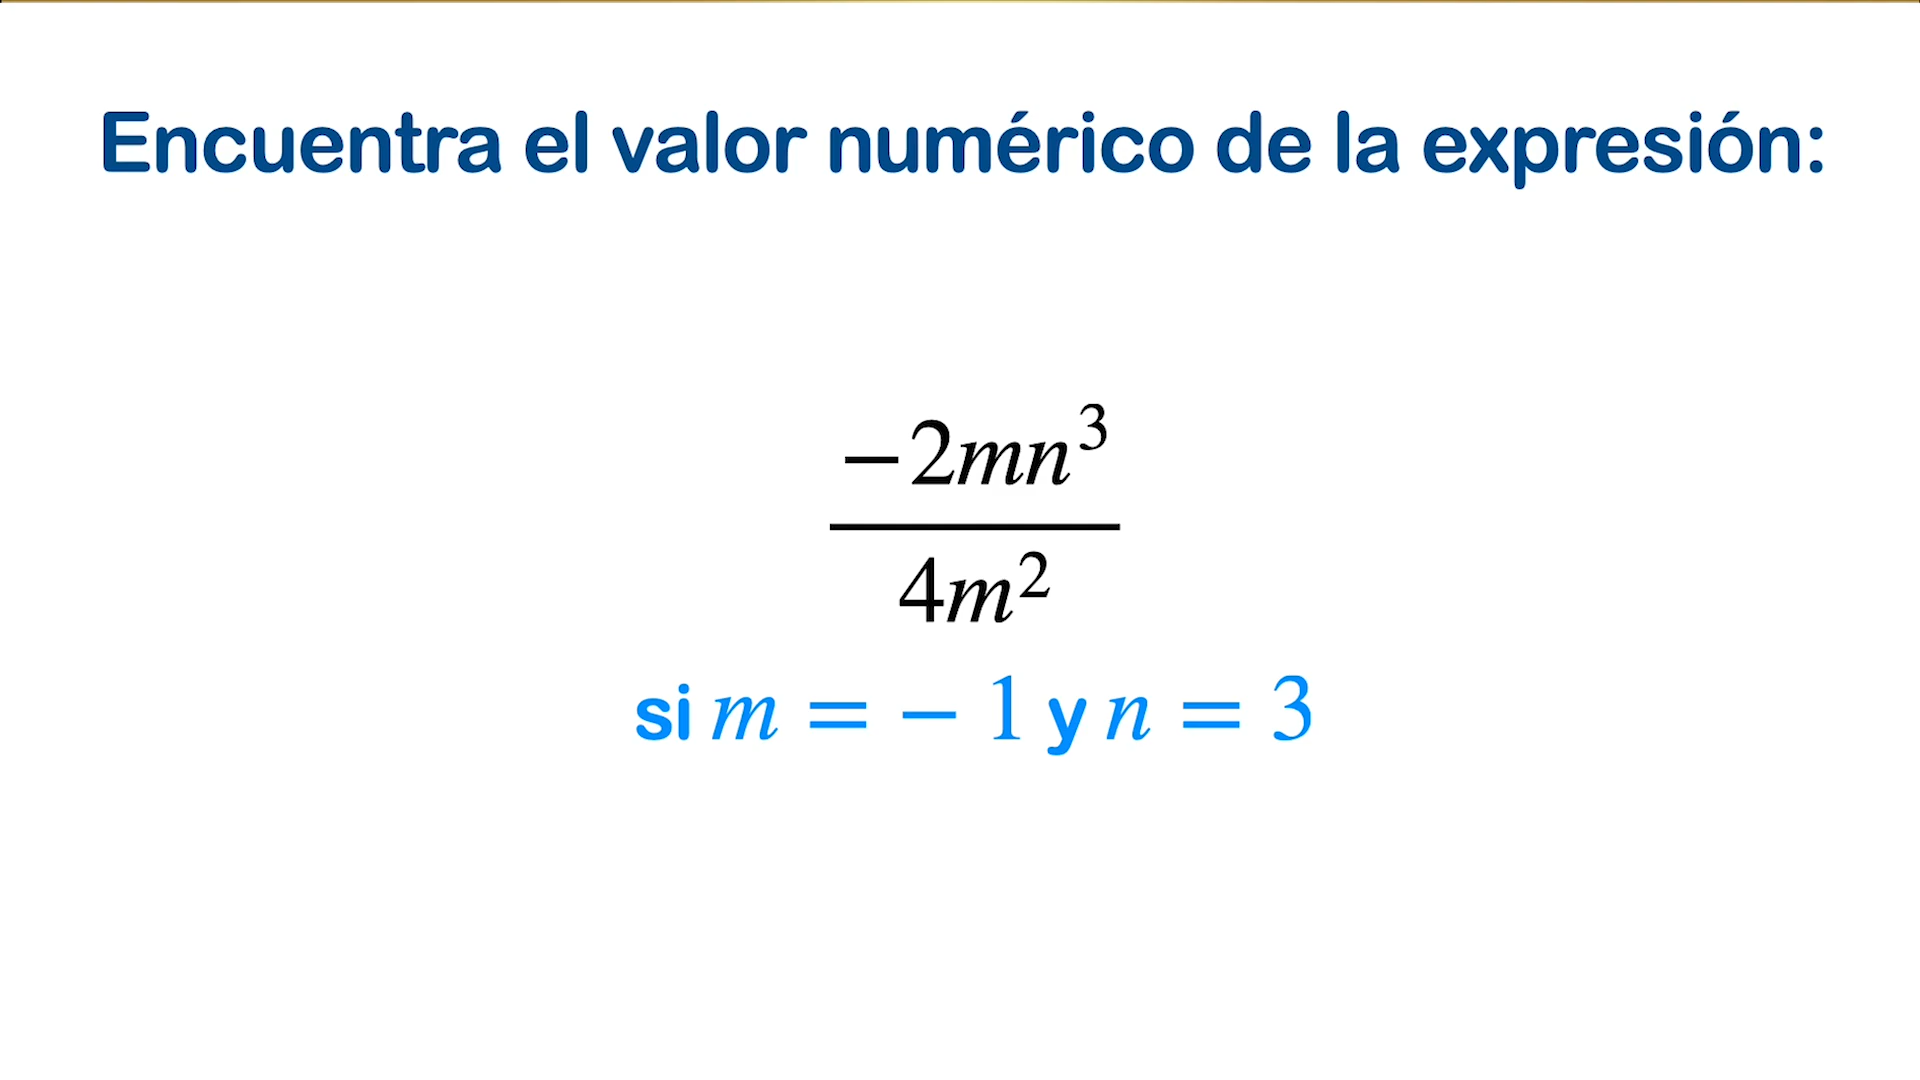 Encuentra el valor numérico de la expresión:
−2mn³
4m²
si m = − 1 y n = 3